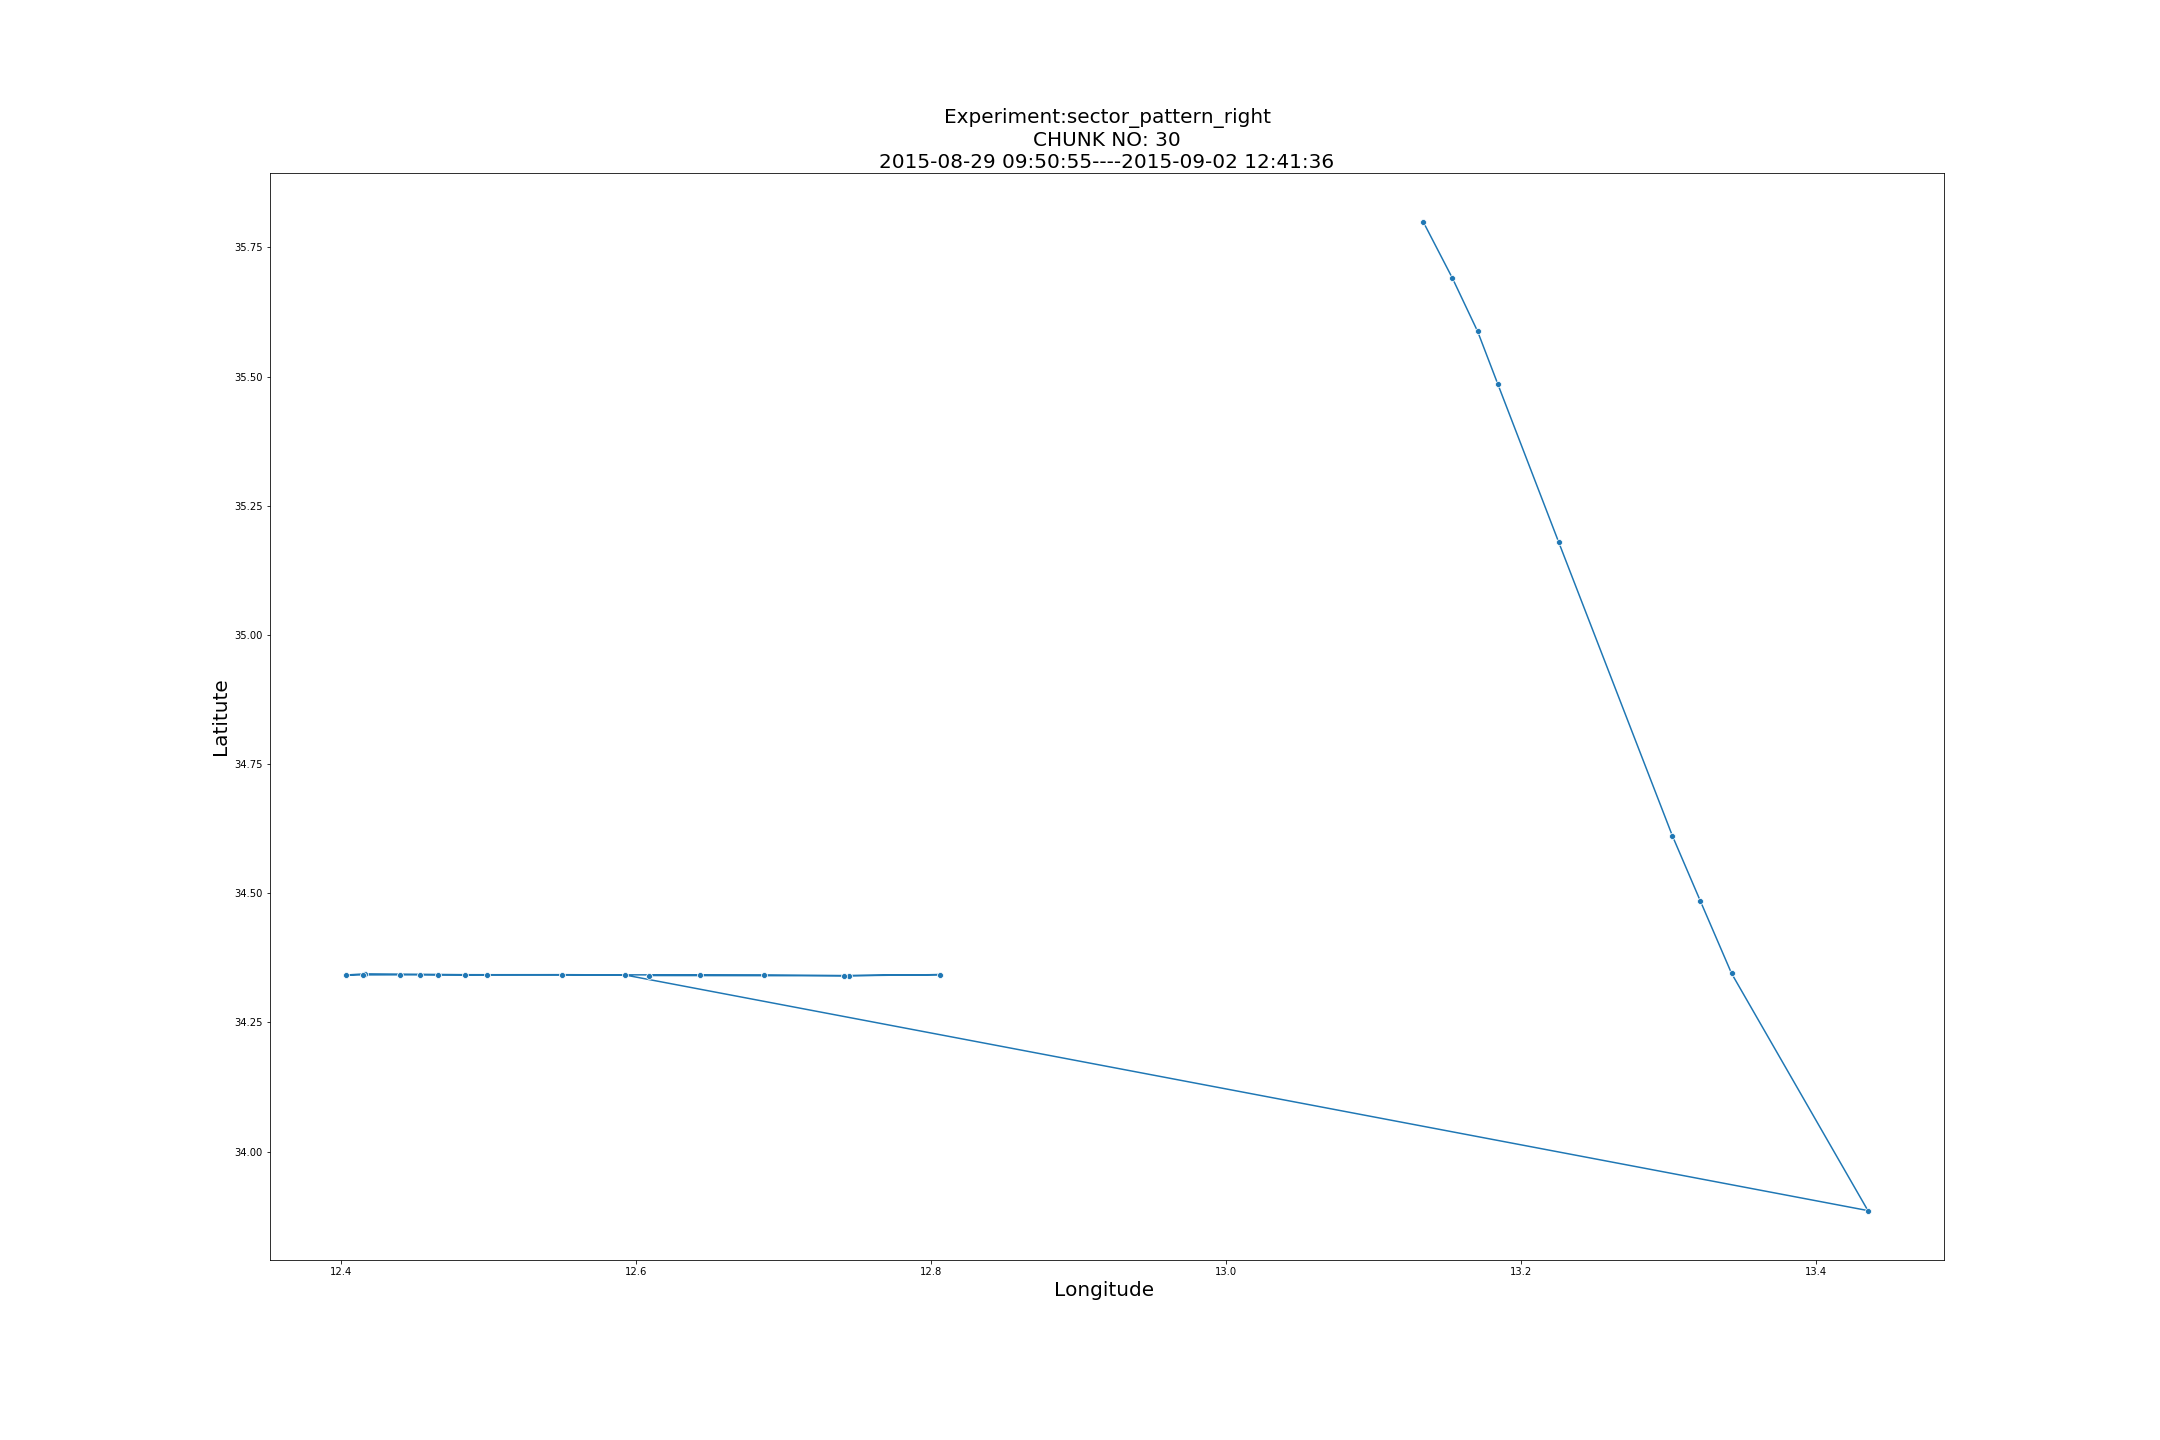 Experiment:sector_pattern_right
CHUNK NO: 30
2015-08-29 09:50:55----2015-09-02 12:41:36
35.75
35.50
35.25
35.00
34.75
34.50
34.25
34.00
Latitute
12.4 12.6 12.8 13.0 13.2 13.4
Longitude